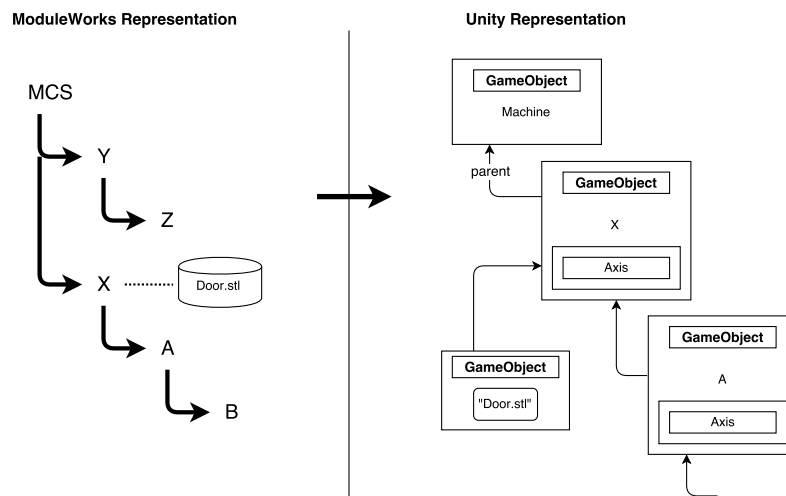 ModuleWorks Representation
MCS
Y
Z
X
Door.stl
A
B
Unity Representation
GameObject
Machine
parent
GameObject
X
Axis
GameObject
"Door.stl"
GameObject
A
Axis